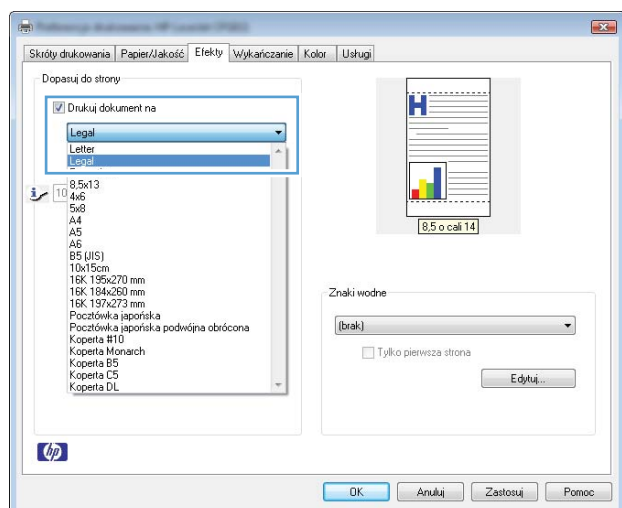 Skróty drukowania Papier/Jakość Efekty Wykańczanie Kolor Usługi
Dopasuj do strony
Drukuj dokument na
Legal
Letter
Legal
10
8,5x13
4x6
5x8
A4
A5
A6
B5 (JIS)
10x15cm
16K 195x270 mm
16K 184x260 mm
16K 197x273 mm
Pocztówka japońska
Pocztówka japońska podwójna obrócona
Koperta #10
Koperta Monarch
Koperta B5
Koperta C5
Koperta DL
H
8,5 o cali 14
Znaki wodne
(brak)
Tylko pierwsza strona
Edytuj...
hp
OK Anuluj Zastosuj Pomoc